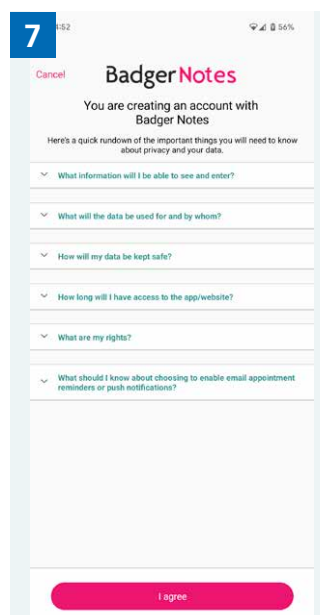 7
:52
56%
Cancel
Badger Notes
You are creating an account with
Badger Notes
Here's a quick rundown of the important things you will need to know
about privacy and your data.
What information will I be able to see and enter?
What will the data be used for and by whom?
How will my data be kept safe?
How long will I have access to the app/website?
What are my rights?
What should I know about choosing to enable email appointment
reminders or push notifications?
I agree